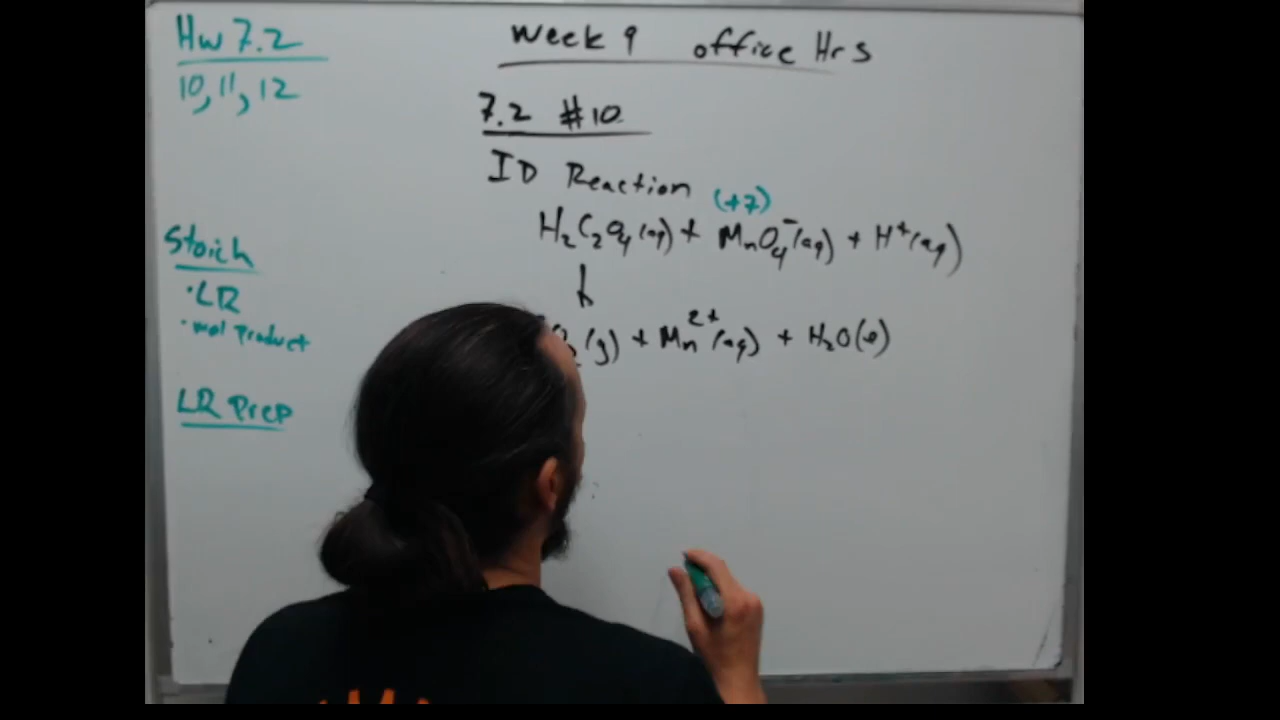 Hw 7.2
10, 11, 12
Stoich
• LR
• mol product
LR Prep
Week 9 office Hrs
7.2 #10
ID Reaction
(+7)
H₂C₂O₄(aq) + MnO₄⁻(aq) + H⁺(aq)
(g) + Mn²⁺(aq) + H₂O(l)